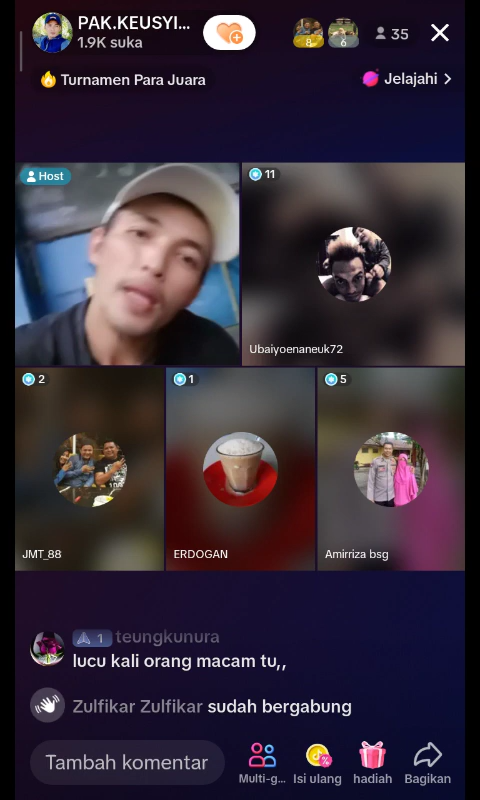 PAK.KEUSYI...
1.9K suka
8
6
35
Turnamen Para Juara
Jelajahi
Host
11
Ubaiyoenaneuk72
2
1
5
JMT_88
ERDOGAN
Amirriza bsg
1 teungkunura
lucu kali orang macam tu,,
Zulfikar Zulfikar sudah bergabung
Tambah komentar
Multi-g...
Isi ulang
hadiah
Bagikan